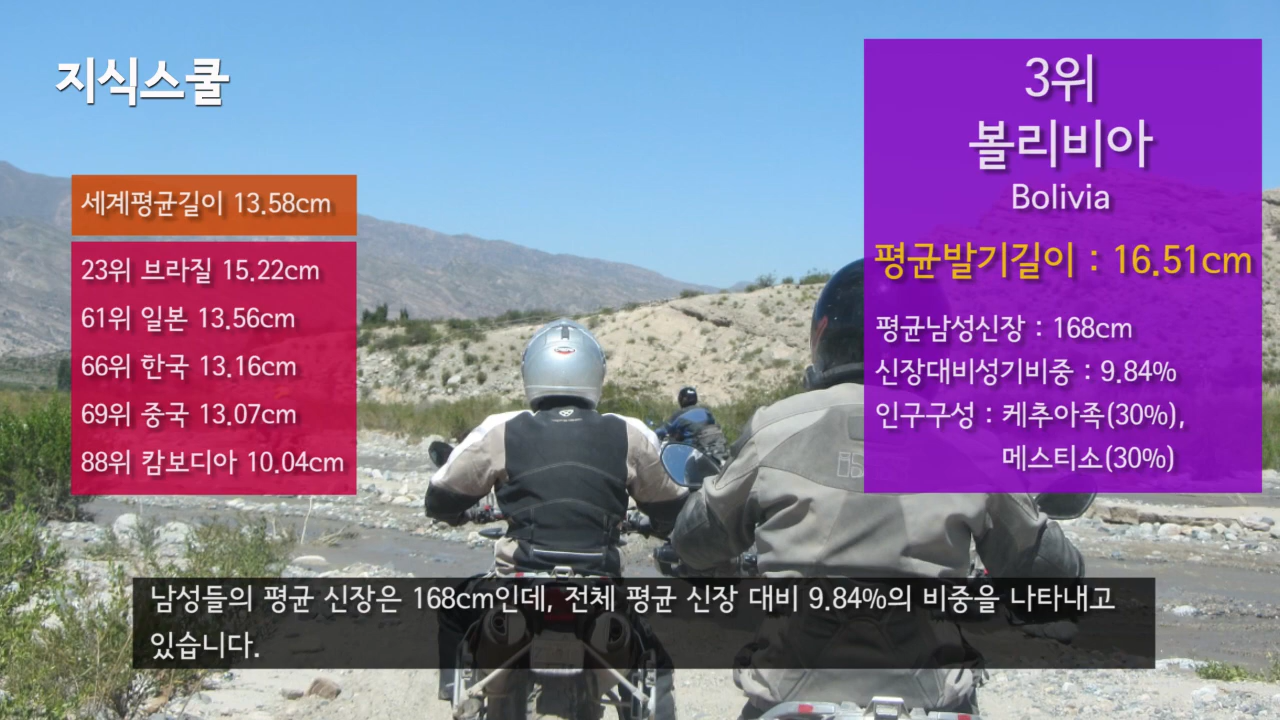 지식스쿨
세계평균길이 13.58cm
23위 브라질 15.22cm
61위 일본 13.56cm
66위 한국 13.16cm
69위 중국 13.07cm
88위 캄보디아 10.04cm
3위
볼리비아
Bolivia
평균발기길이 : 16.51cm
평균남성신장 : 168cm
신장대비성기비중 : 9.84%
인구구성 : 케추아족(30%),
메스티소(30%)
남성들의 평균 신장은 168cm인데, 전체 평균 신장 대비 9.84%의 비중을 나타내고
있습니다.